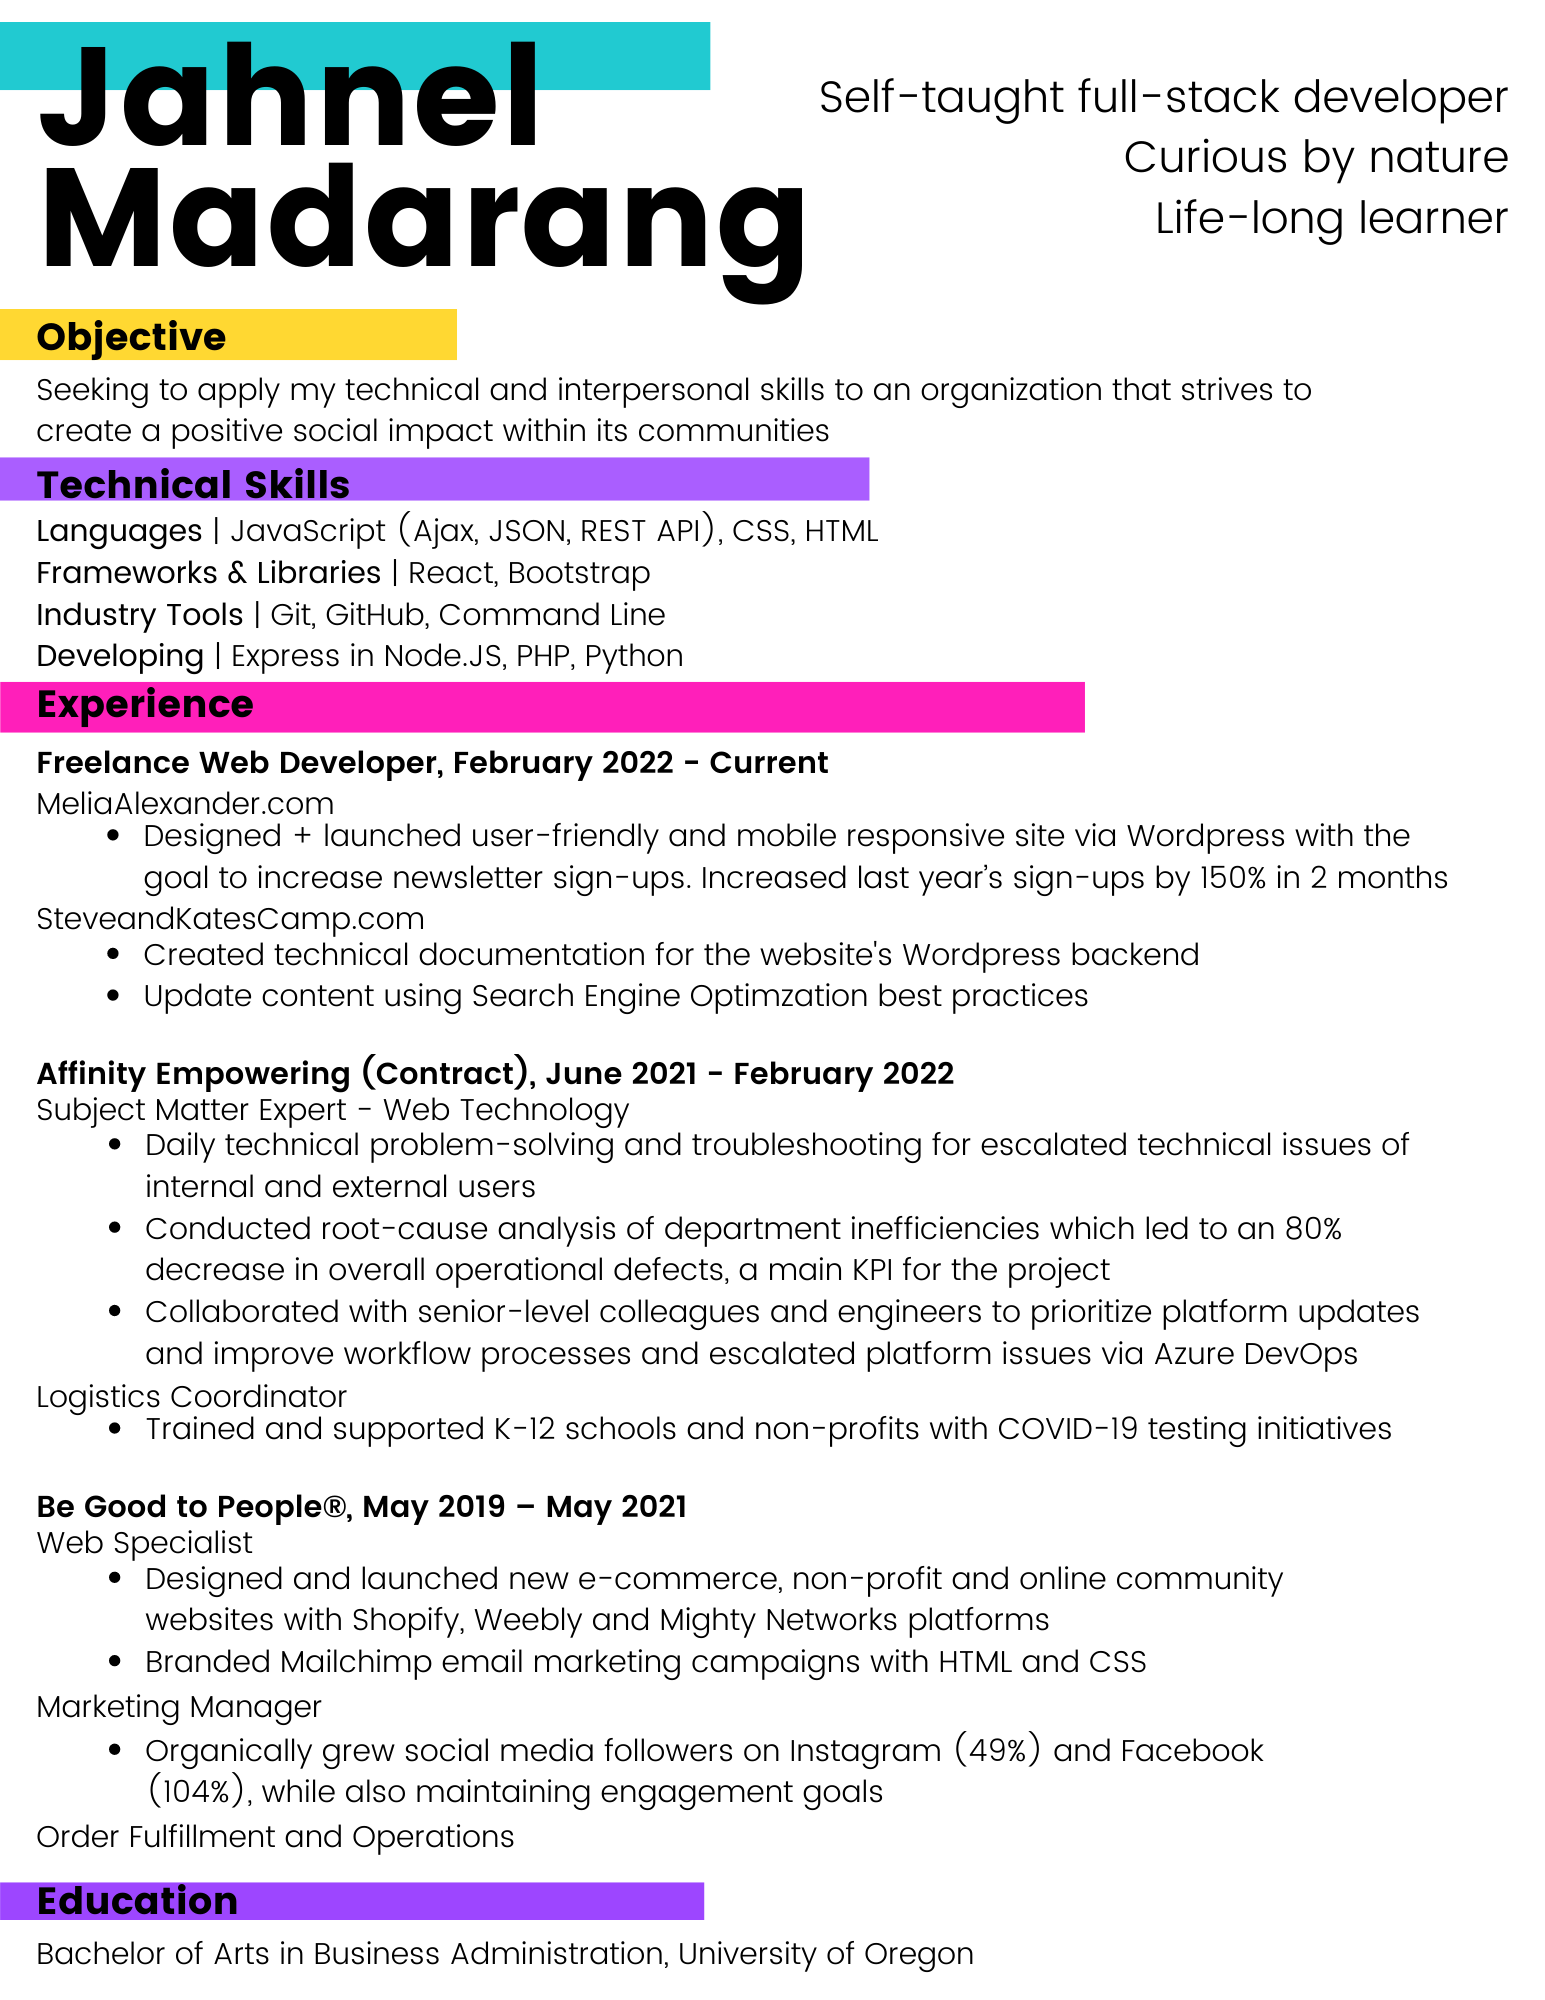 Jahnel
Madarang
Self-taught full-stack developer
Curious by nature
Life-long learner
Objective
Seeking to apply my technical and interpersonal skills to an organization that strives to
create a positive social impact within its communities
Technical Skills
Languages | JavaScript (Ajax, JSON, REST API), CSS, HTML
Frameworks & Libraries | React, Bootstrap
Industry Tools | Git, GitHub, Command Line
Developing | Express in Node.JS, PHP, Python
Experience
Freelance Web Developer, February 2022 - Current
MeliaAlexander.com
• Designed + launched user-friendly and mobile responsive site via Wordpress with the
goal to increase newsletter sign-ups. Increased last year’s sign-ups by 150% in 2 months
SteveandKatesCamp.com
• Created technical documentation for the website's Wordpress backend
• Update content using Search Engine Optimzation best practices
Affinity Empowering (Contract), June 2021 - February 2022
Subject Matter Expert - Web Technology
• Daily technical problem-solving and troubleshooting for escalated technical issues of
internal and external users
• Conducted root-cause analysis of department inefficiencies which led to an 80%
decrease in overall operational defects, a main KPI for the project
• Collaborated with senior-level colleagues and engineers to prioritize platform updates
and improve workflow processes and escalated platform issues via Azure DevOps
Logistics Coordinator
• Trained and supported K-12 schools and non-profits with COVID-19 testing initiatives
Be Good to People®, May 2019 – May 2021
Web Specialist
• Designed and launched new e-commerce, non-profit and online community
websites with Shopify, Weebly and Mighty Networks platforms
• Branded Mailchimp email marketing campaigns with HTML and CSS
Marketing Manager
• Organically grew social media followers on Instagram (49%) and Facebook
(104%), while also maintaining engagement goals
Order Fulfillment and Operations
Education
Bachelor of Arts in Business Administration, University of Oregon